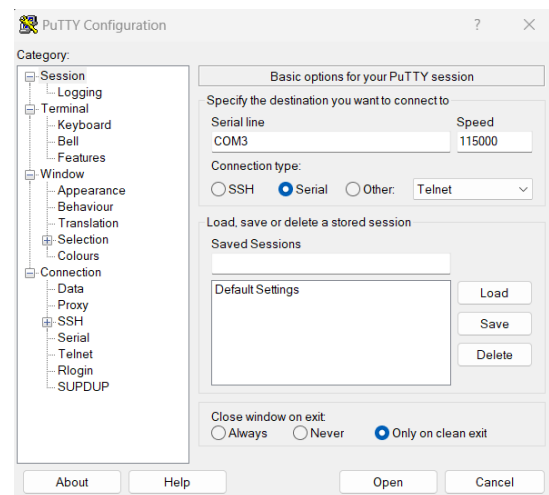 PuTTY Configuration
?
Category:
Session
Logging
Terminal
Keyboard
Bell
Features
Window
Appearance
Behaviour
Translation
Selection
Colours
Connection
Data
Proxy
SSH
Serial
Telnet
Rlogin
SUPDUP
Basic options for your PuTTY session
Specify the destination you want to connect to
Serial line Speed
COM3 115000
Connection type:
SSH Serial Other: Telnet
Load, save or delete a stored session
Saved Sessions
Default Settings
Load
Save
Delete
Close window on exit:
Always Never Only on clean exit
About Help Open Cancel